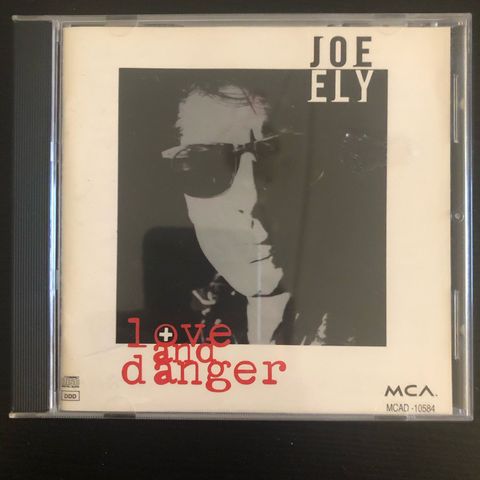 JOE
ELY
love
and
danger
DDD
MCA.
MCAD -10584